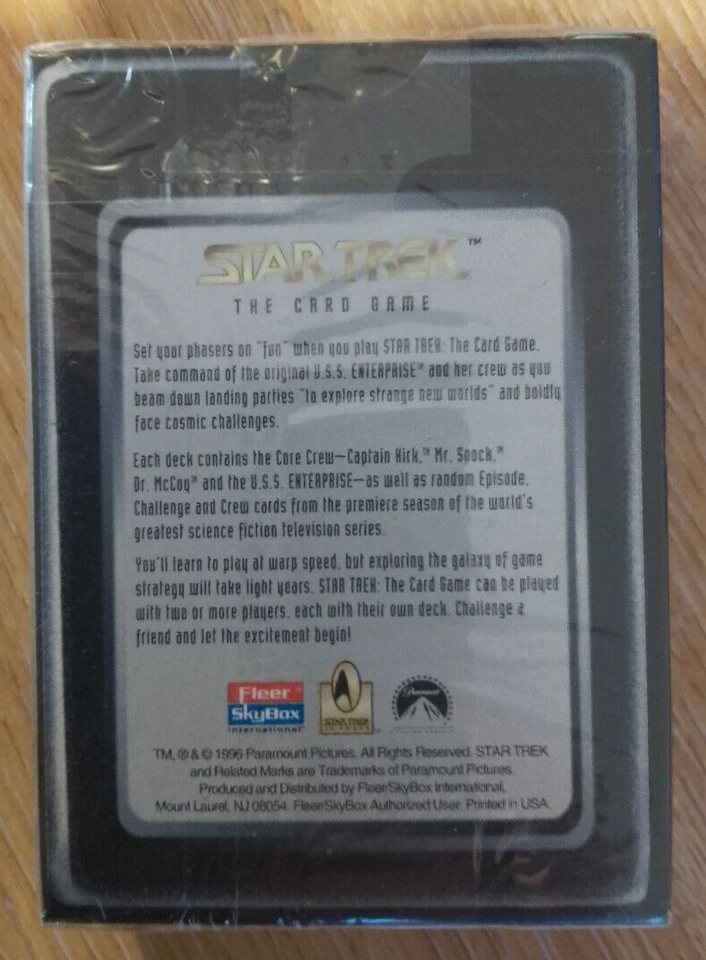 STAR TREK™
THE CARD GAME
Set your phasers on "fun" when you play STAR TREK: The Card Game.
Take command of the original U.S.S. ENTERPRISE® and her crew as you
beam down landing parties "to explore strange new worlds" and boldly
face cosmic challenges.
Each deck contains the Core Crew—Captain Kirk,™ Mr. Spock,™
Dr. McCoy™ and the U.S.S. ENTERPRISE—as well as random Episode,
Challenge and Crew cards from the premiere season of the world's
greatest science fiction television series.
You'll learn to play at warp speed, but exploring the galaxy of game
strategy will take light years. STAR TREK: The Card Game can be played
with two or more players, each with their own deck. Challenge a
friend and let the excitement begin!
Fleer
SkyBox
International
STAR TREK
Paramount
TM, ® & © 1996 Paramount Pictures. All Rights Reserved. STAR TREK
and Related Marks are Trademarks of Paramount Pictures.
Produced and Distributed by Fleer/SkyBox International,
Mount Laurel, NJ 08054. Fleer/SkyBox Authorized User. Printed in USA.